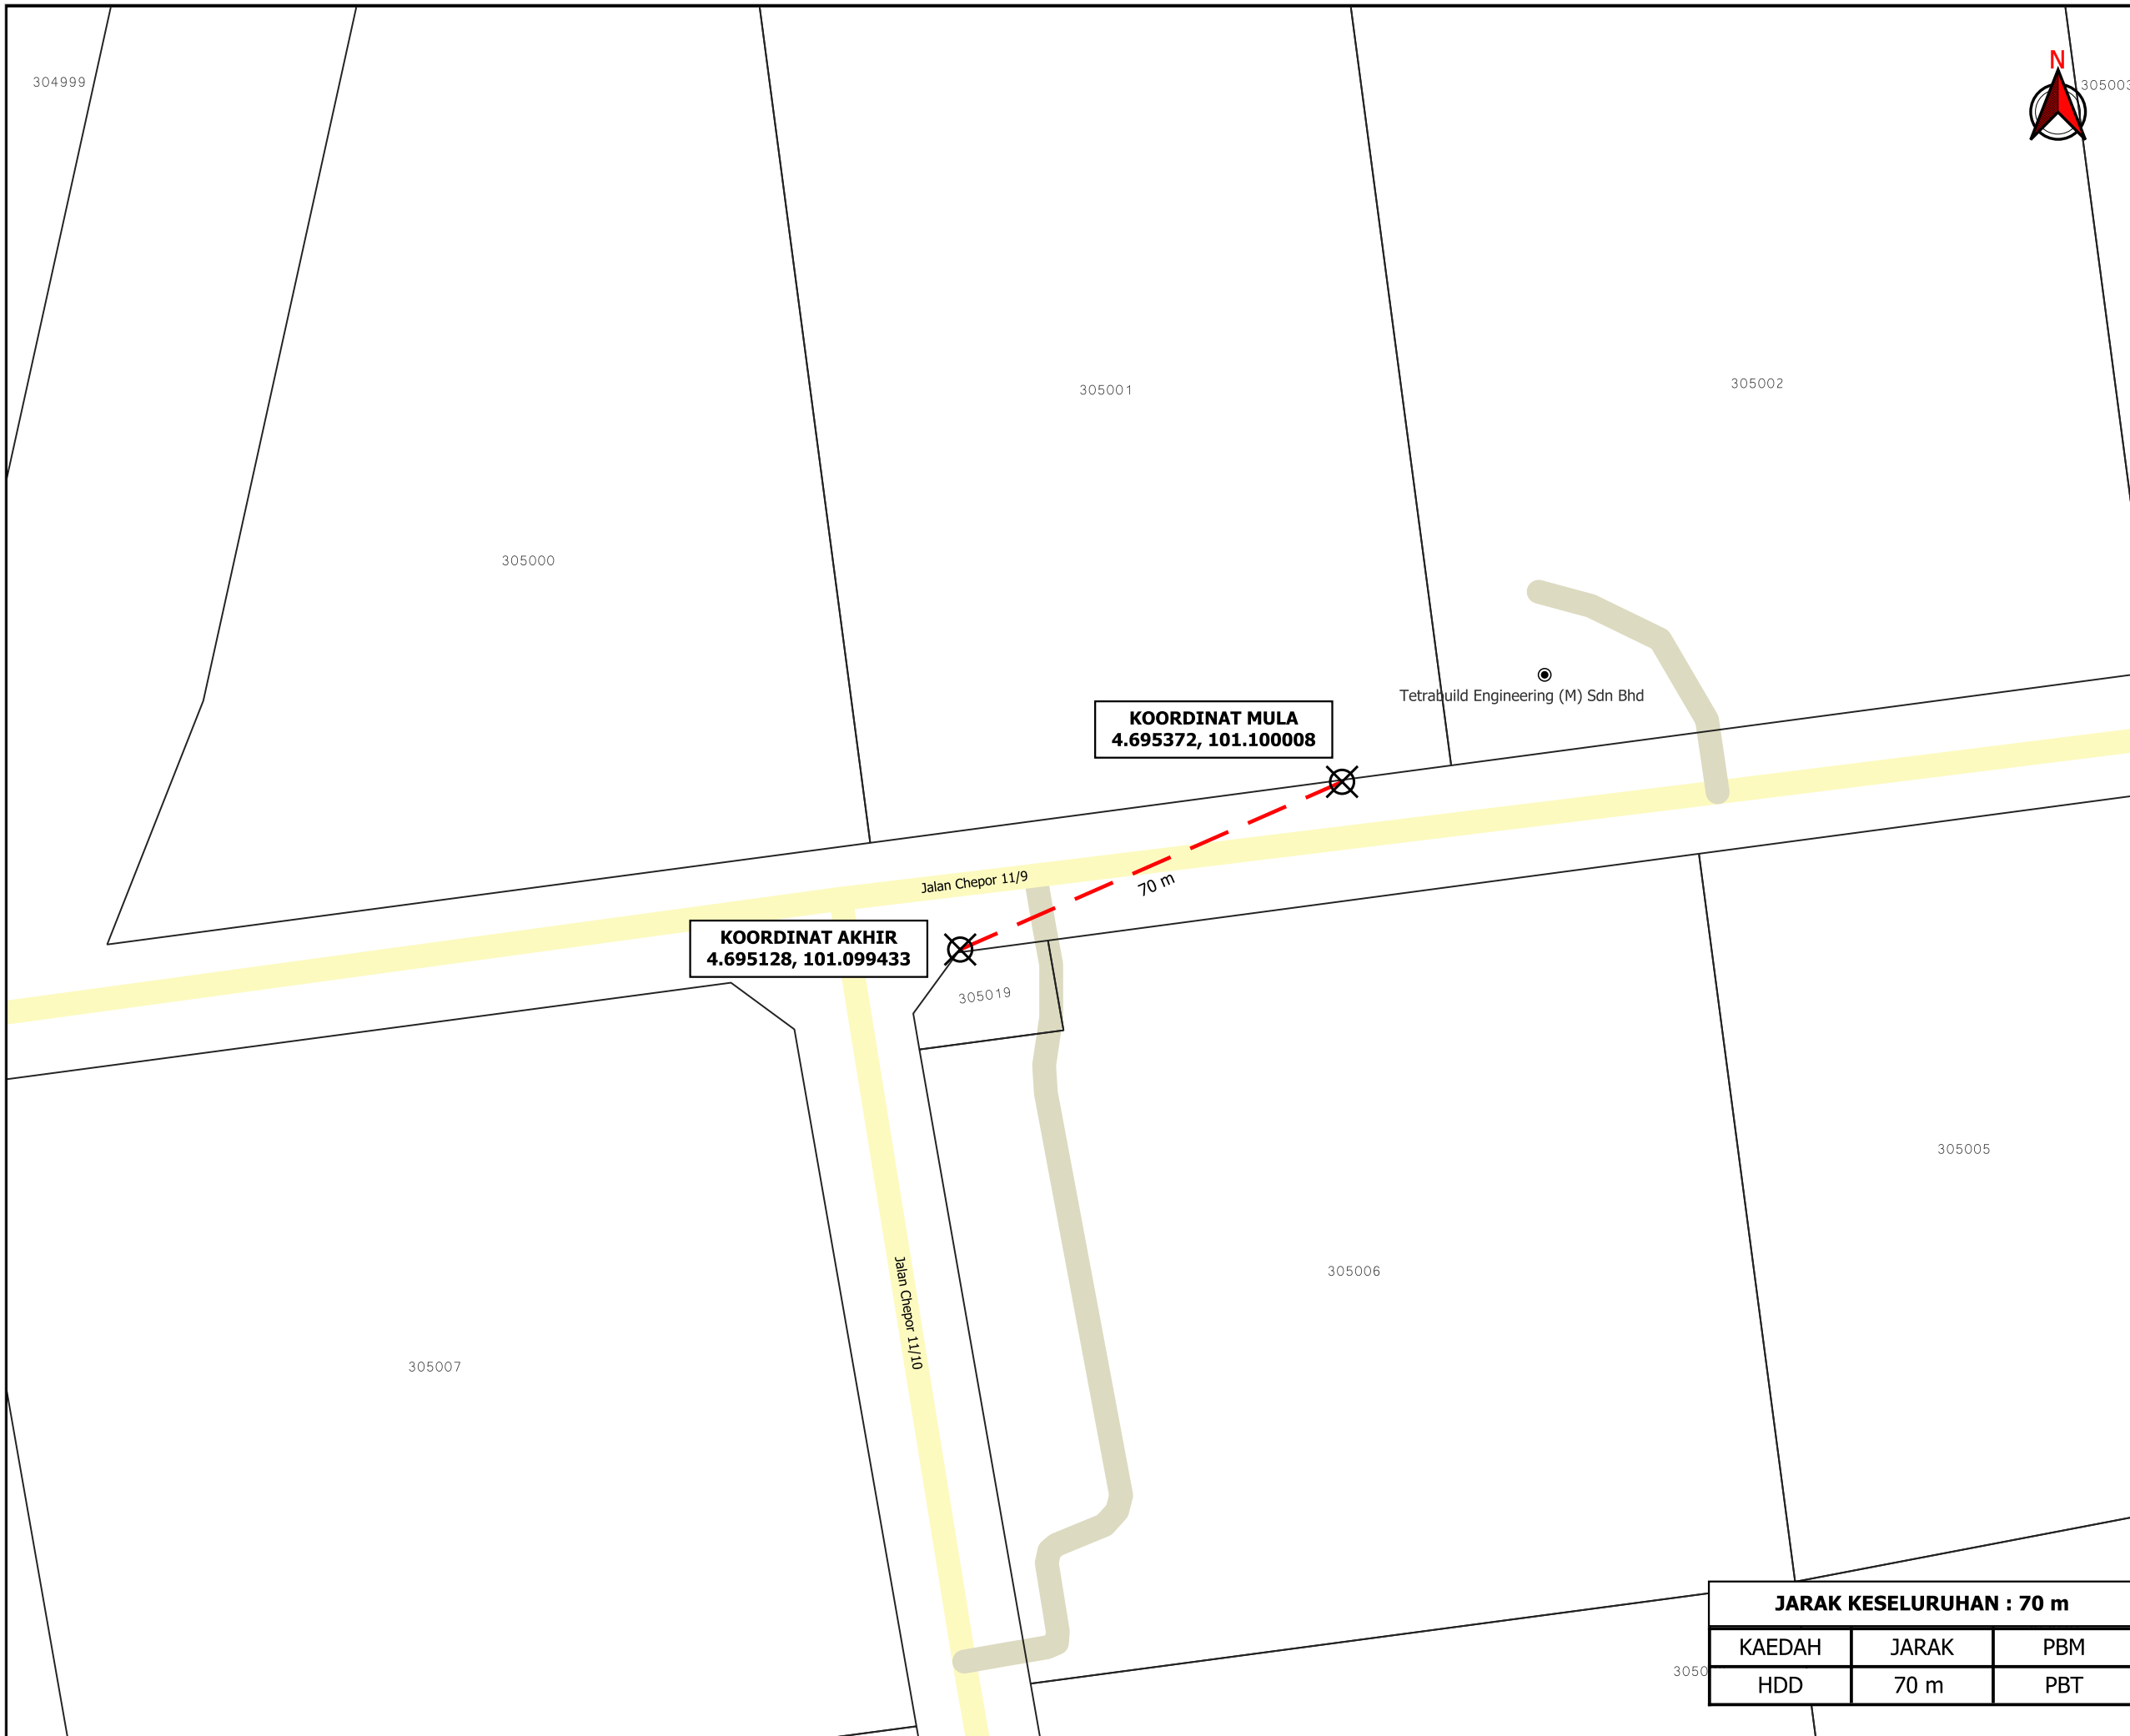 304999
N
305003
305001
305002
305000
Tetrabuild Engineering (M) Sdn Bhd
KOORDINAT MULA
4.695372, 101.100008
Jalan Chepor 11/9
70 m
KOORDINAT AKHIR
4.695128, 101.099433
305019
305005
305006
Jalan Chepor 11/10
305007
JARAK KESELURUHAN : 70 m
KAEDAH JARAK PBM
HDD 70 m PBT